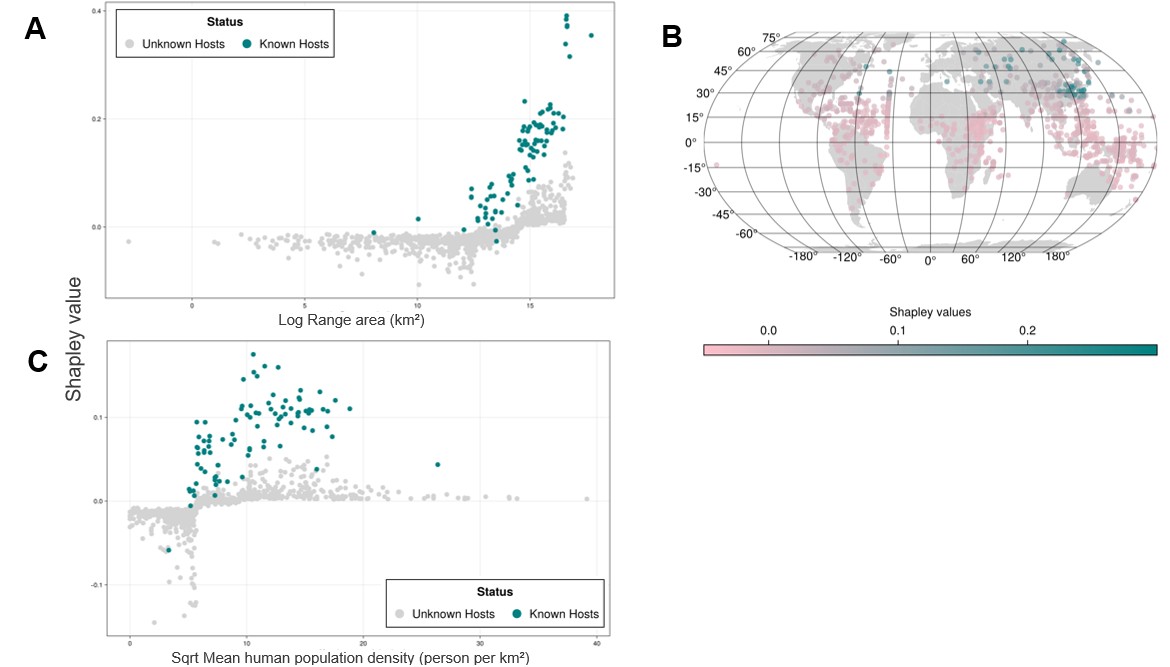 A
Status
Unknown Hosts Known Hosts
0.4
0.2
0.0
0 5 10 15
Log Range area (km²)
Shapley value
B
75°
60°
45°
30°
15°
0°
-15°
-30°
-45°
-60°
-180° -120° -60° 0° 60° 120° 180°
Shapley values
0.0 0.1 0.2
C
0.1
0.0
-0.1
Status
Unknown Hosts Known Hosts
0 10 20 30 40
Sqrt Mean human population density (person per km²)